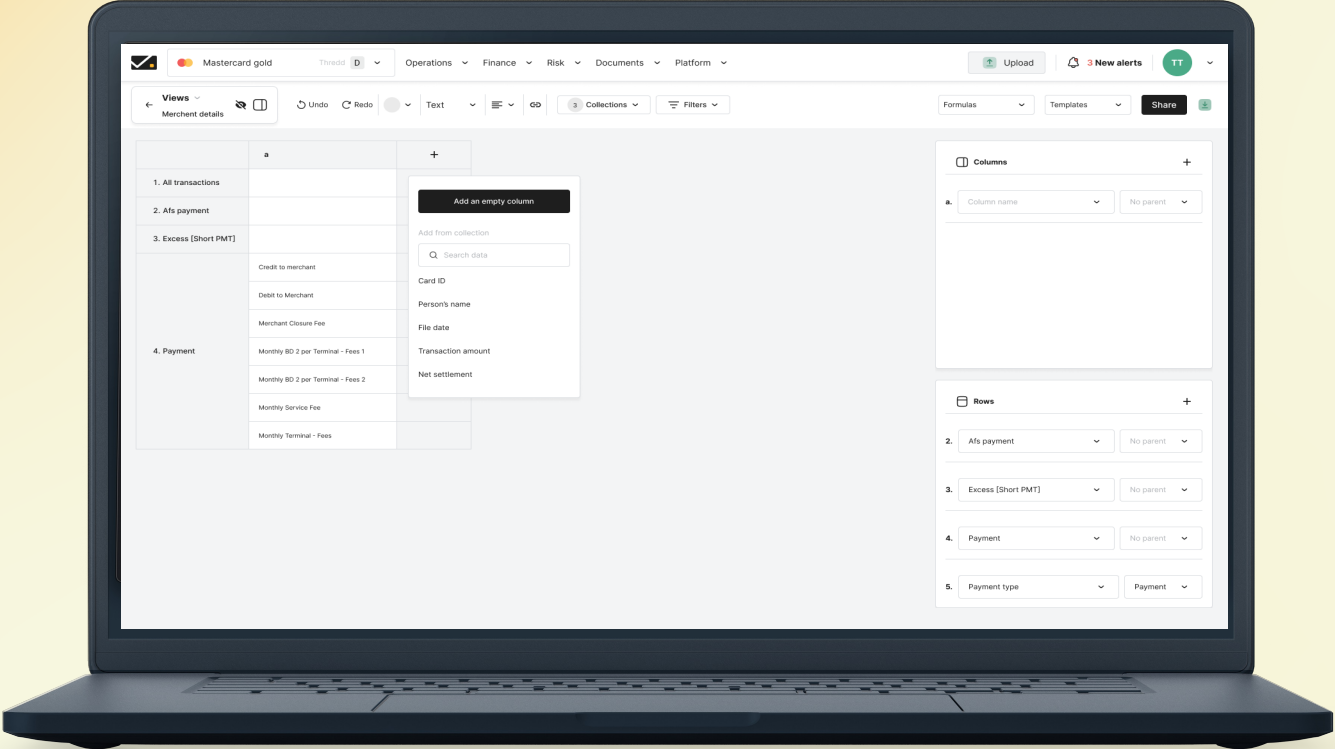 Mastercard gold Thredd D Operations Finance Risk Documents Platform Upload 3 New alerts TT
Views
Merchent details
Undo Redo Text 3 Collections Filters Formulas Templates Share
a +
1. All transactions
2. Afs payment
3. Excess [Short PMT]
4. Payment
Credit to merchant
Debit to Merchant
Merchant Closure Fee
Monthly BD 2 per Terminal - Fees 1
Monthly BD 2 per Terminal - Fees 2
Monthly Service Fee
Monthly Terminal - Fees
Add an empty column
Add from collection
Search data
Card ID
Person's name
File date
Transaction amount
Net settlement
Columns +
a. Column name No parent
Rows +
2. Afs payment No parent
3. Excess [Short PMT] No parent
4. Payment No parent
5. Payment type Payment